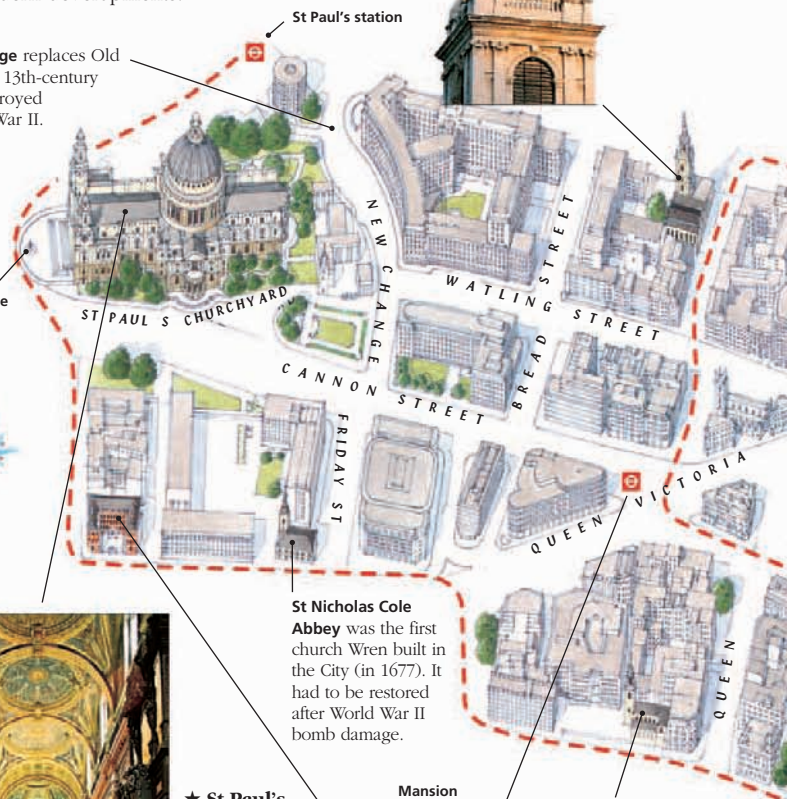 St Paul's station
ge replaces Old
13th-century
royed
War II.
NEW CHANGE
STREET
WATLING STREET
ST PAUL S CHURCHYARD
BREAD
CANNON STREET
FRIDAY ST
QUEEN VICTORIA
QUEEN
St Nicholas Cole
Abbey was the first
church Wren built in
the City (in 1677). It
had to be restored
after World War II
bomb damage.
★ St Paul's
Mansion